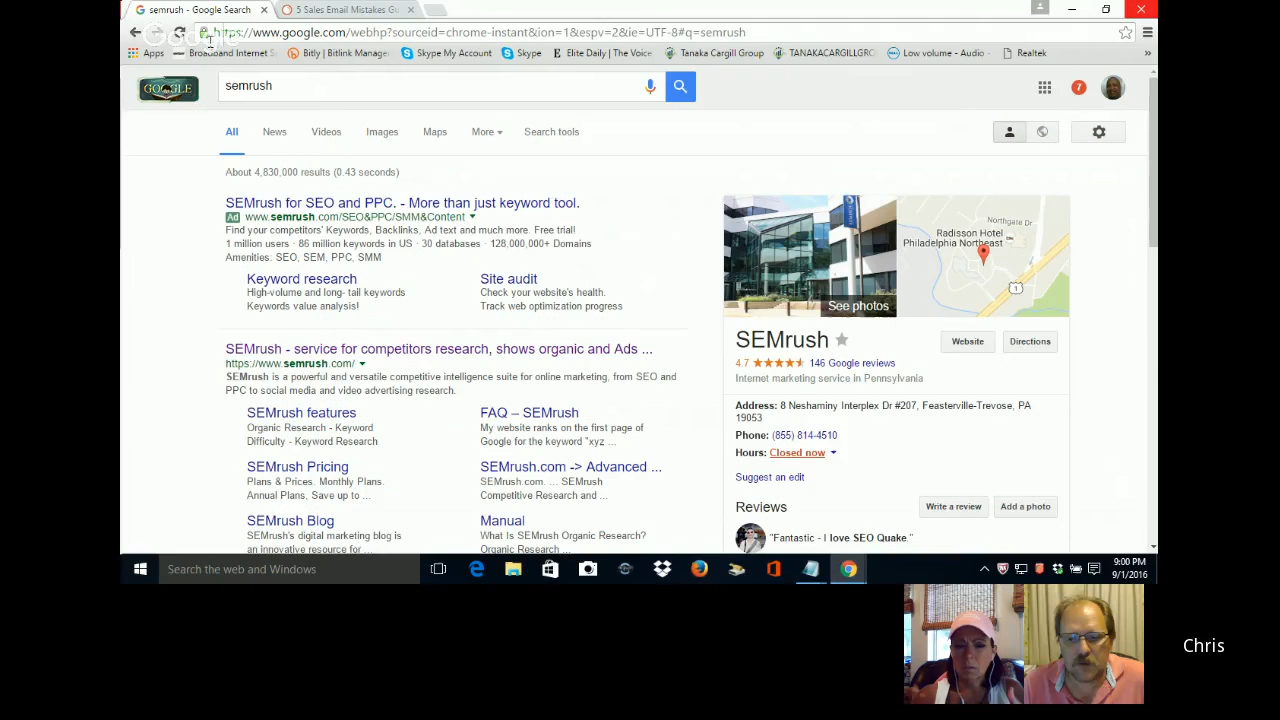 semrush - Google Search
5 Sales Email Mistakes Gu
https://www.google.com/webhp?sourceid=chrome-instant&ion=1&espv=2&ie=UTF-8#q=semrush
Apps
Broadband Internet S
Bitly | Bitlink Manager
Skype My Account
Skype
Elite Daily | The Voice
Tanaka Cargill Group
TANAKACARGILLGRO
Low volume - Audio
Realtek
»
GOOGLE
semrush
7
All
News
Videos
Images
Maps
More
Search tools
About 4,830,000 results (0.43 seconds)
SEMrush for SEO and PPC. - More than just keyword tool.
Ad www.semrush.com/SEO&PPC/SMM&Content
Find your competitors' Keywords, Backlinks, Ad text and much more. Free trial!
1 million users · 86 million keywords in US · 30 databases · 128,000,000+ Domains
Amenities: SEO, SEM, PPC, SMM
Keyword research
High-volume and long- tail keywords
Keywords value analysis!
Site audit
Check your website's health.
Track web optimization progress
SEMrush - service for competitors research, shows organic and Ads ...
https://www.semrush.com/
SEMrush is a powerful and versatile competitive intelligence suite for online marketing, from SEO and
PPC to social media and video advertising research.
SEMrush features
Organic Research - Keyword
Difficulty - Keyword Research
FAQ – SEMrush
My website ranks on the first page of
Google for the keyword "xyz ...
SEMrush Pricing
Plans & Prices. Monthly Plans.
Annual Plans, Save up to ...
SEMrush.com -> Advanced ...
SEMrush.com. ... SEMrush
Competitive Research and ...
SEMrush Blog
SEMrush's digital marketing blog is
an innovative resource for ...
Manual
What Is SEMrush Organic Research?
Organic Research ...
See photos
Northgate Dr
Radisson Hotel
Philadelphia Northeast
1
SEMrush
Website
Directions
4.7
146 Google reviews
Internet marketing service in Pennsylvania
Address: 8 Neshaminy Interplex Dr #207, Feasterville-Trevose, PA
19053
Phone: (855) 814-4510
Hours: Closed now
Suggest an edit
Reviews
Write a review
Add a photo
"Fantastic - I love SEO Quake."
Search the web and Windows
9:00 PM
9/1/2016
Chris